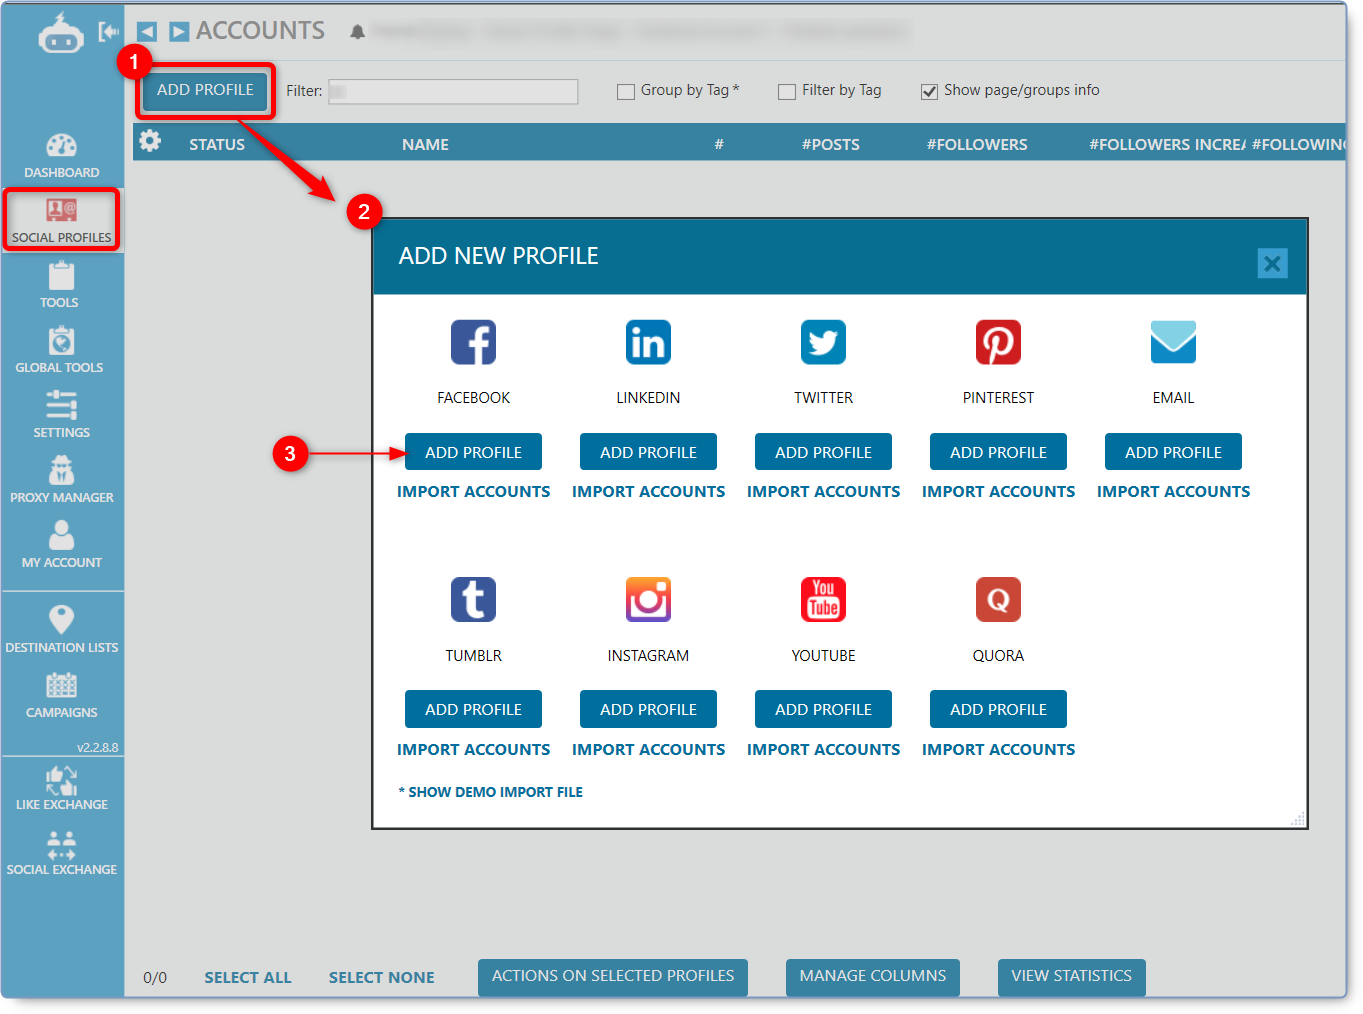 ACCOUNTS
1
ADD PROFILE
Filter:
Group by Tag *
Filter by Tag
Show page/groups info
STATUS
NAME
#
#POSTS
#FOLLOWERS
#FOLLOWERS INCREA
#FOLLOWING
DASHBOARD
SOCIAL PROFILES
TOOLS
GLOBAL TOOLS
SETTINGS
PROXY MANAGER
MY ACCOUNT
DESTINATION LISTS
CAMPAIGNS
v2.2.8.8
LIKE EXCHANGE
SOCIAL EXCHANGE
2
ADD NEW PROFILE
FACEBOOK
LINKEDIN
TWITTER
PINTEREST
EMAIL
3
ADD PROFILE
ADD PROFILE
ADD PROFILE
ADD PROFILE
ADD PROFILE
IMPORT ACCOUNTS
IMPORT ACCOUNTS
IMPORT ACCOUNTS
IMPORT ACCOUNTS
IMPORT ACCOUNTS
You
Tube
TUMBLR
INSTAGRAM
YOUTUBE
QUORA
ADD PROFILE
ADD PROFILE
ADD PROFILE
ADD PROFILE
IMPORT ACCOUNTS
IMPORT ACCOUNTS
IMPORT ACCOUNTS
IMPORT ACCOUNTS
* SHOW DEMO IMPORT FILE
0/0
SELECT ALL
SELECT NONE
ACTIONS ON SELECTED PROFILES
MANAGE COLUMNS
VIEW STATISTICS